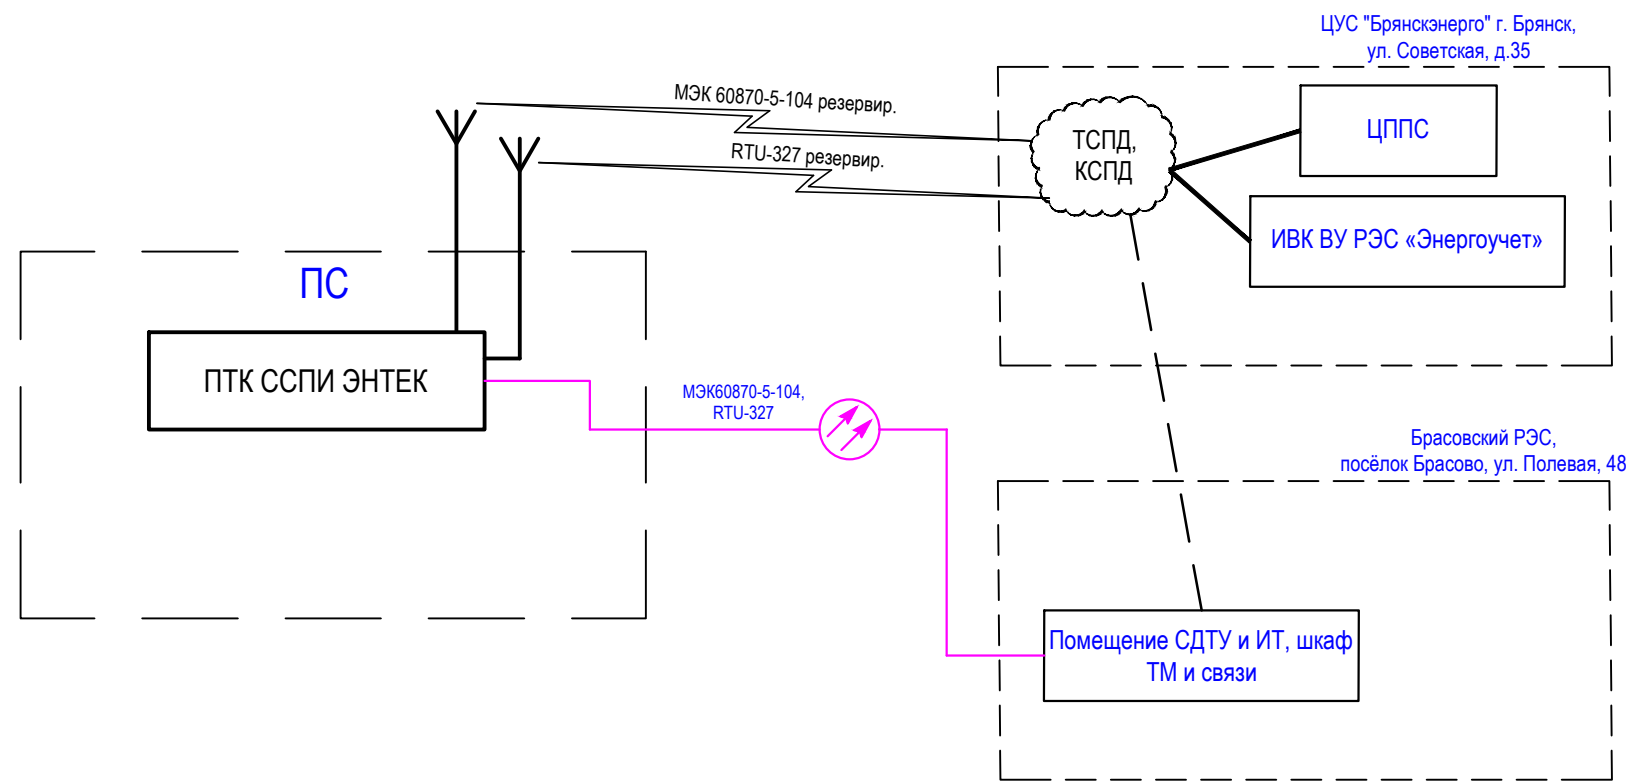 ЦУС "Брянскэнерго" г. Брянск,
ул. Советская, д.35
МЭК 60870-5-104 резервир.
RTU-327 резервир.
ТСПД,
КСПД
ЦППС
ИВК ВУ РЭС «Энергоучет»
ПС
ПТК ССПИ ЭНТЕК
МЭК60870-5-104,
RTU-327
Брасовский РЭС,
посёлок Брасово, ул. Полевая, 48
Помещение СДТУ и ИТ, шкаф
ТМ и связи